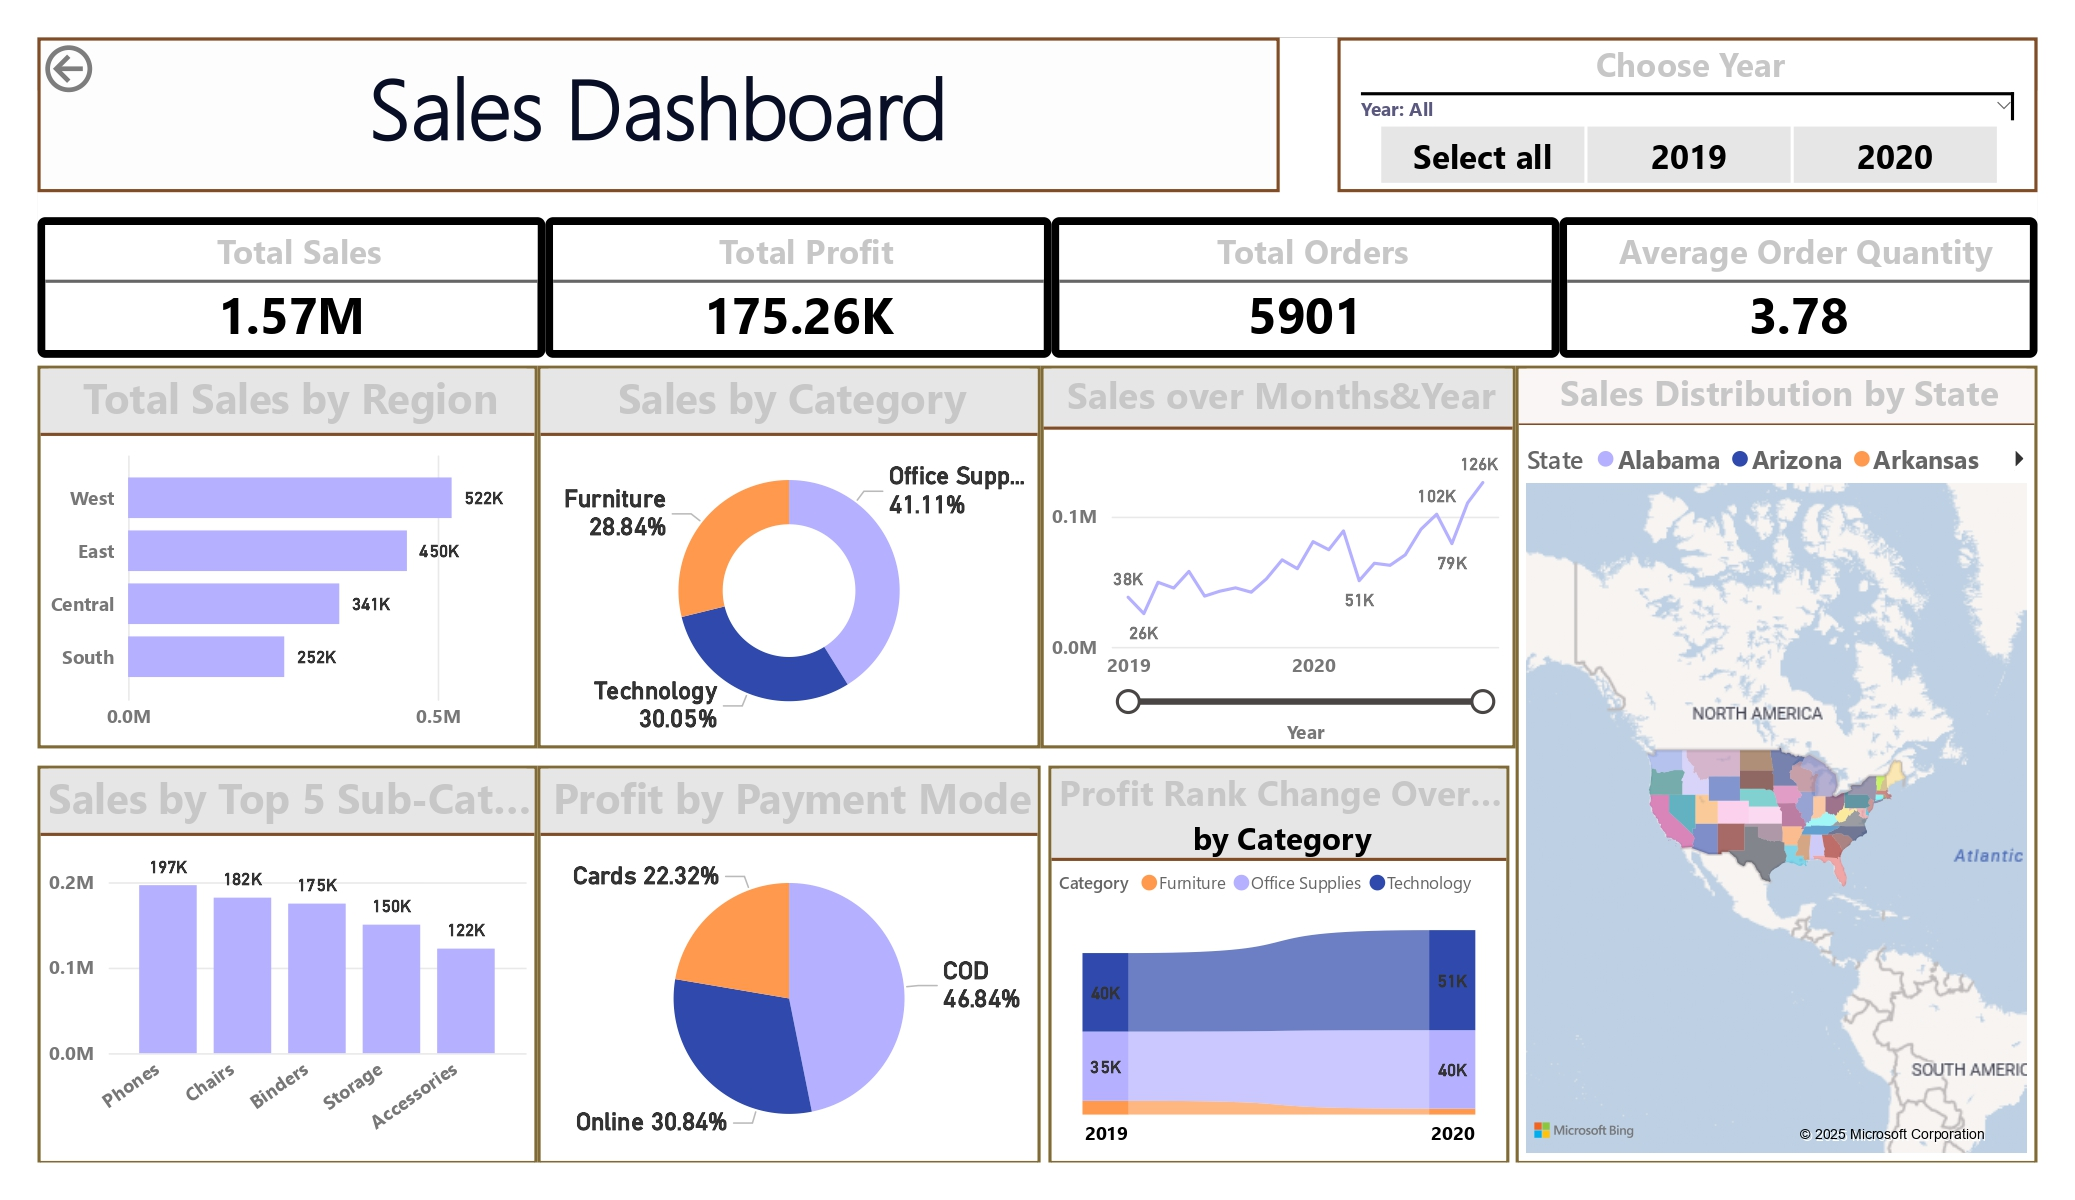 Sales Dashboard
Choose Year
Year: All
Select all
2019
2020
Total Sales
1.57M
Total Profit
175.26K
Total Orders
5901
Average Order Quantity
3.78
Total Sales by Region
West
522K
East
450K
Central
341K
South
252K
0.0M
0.5M
Sales by Category
Office Supp...
41.11%
Furniture
28.84%
Technology
30.05%
Sales over Months&Year
126K
102K
0.1M
79K
38K
51K
26K
0.0M
2019
2020
Year
Sales Distribution by State
State
Alabama
Arizona
Arkansas
NORTH AMERICA
Atlantic
SOUTH AMERIC
Microsoft Bing
© 2025 Microsoft Corporation
Sales by Top 5 Sub-Cat...
197K
182K
175K
150K
122K
0.2M
0.1M
0.0M
Phones
Chairs
Binders
Storage
Accessories
Profit by Payment Mode
Cards 22.32%
COD
46.84%
Online 30.84%
Profit Rank Change Over...
by Category
Category
Furniture
Office Supplies
Technology
40K
51K
35K
40K
2019
2020